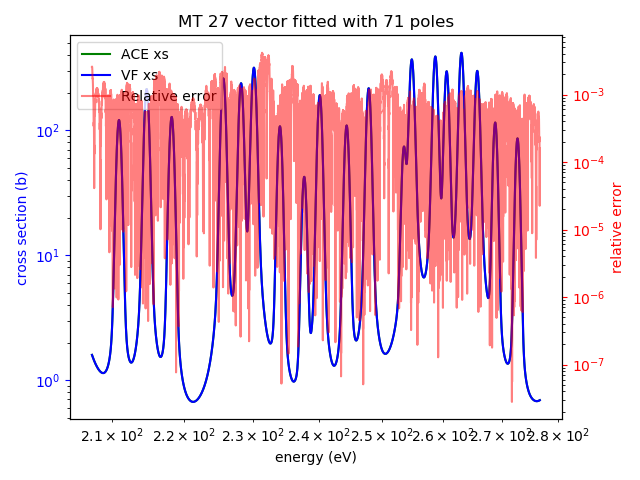 MT 27 vector fitted with 71 poles
ACE xs
VF xs
Relative error
10²
10¹
10⁰
cross section (b)
10⁻³
10⁻⁴
10⁻⁵
10⁻⁶
10⁻⁷
relative error
2.1 × 10² 2.2 × 10² 2.3 × 10² 2.4 × 10² 2.5 × 10² 2.6 × 10² 2.7 × 10² 2.8 × 10²
energy (eV)